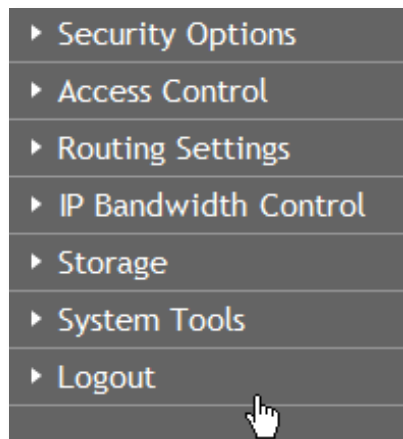 Security Options
Access Control
Routing Settings
IP Bandwidth Control
Storage
System Tools
Logout